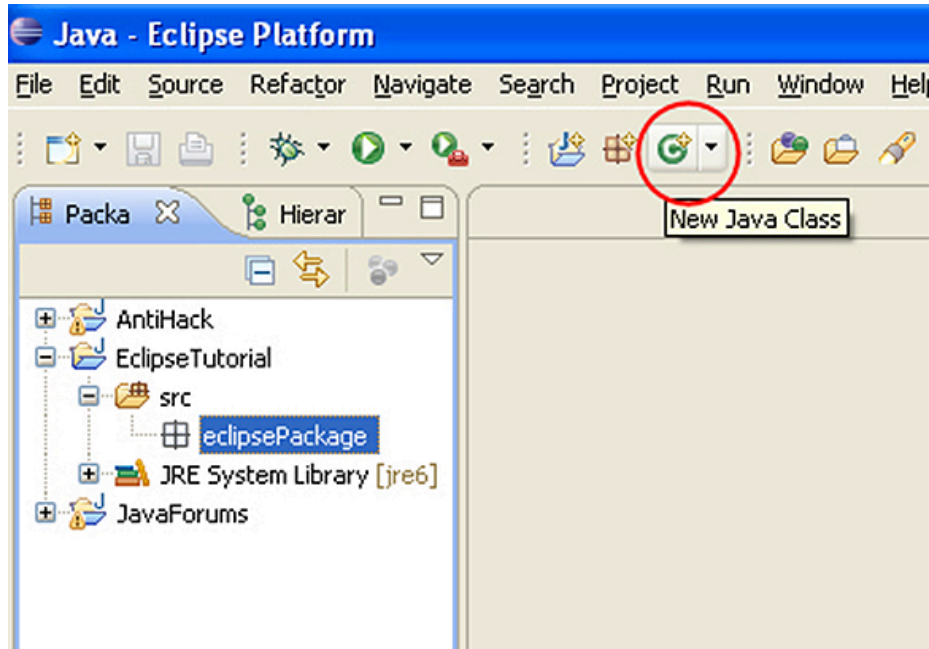 Java - Eclipse Platform
File Edit Source Refactor Navigate Search Project Run Window Help
Packa Hierar
New Java Class
AntiHack
EclipseTutorial
src
eclipsePackage
JRE System Library [jre6]
JavaForums